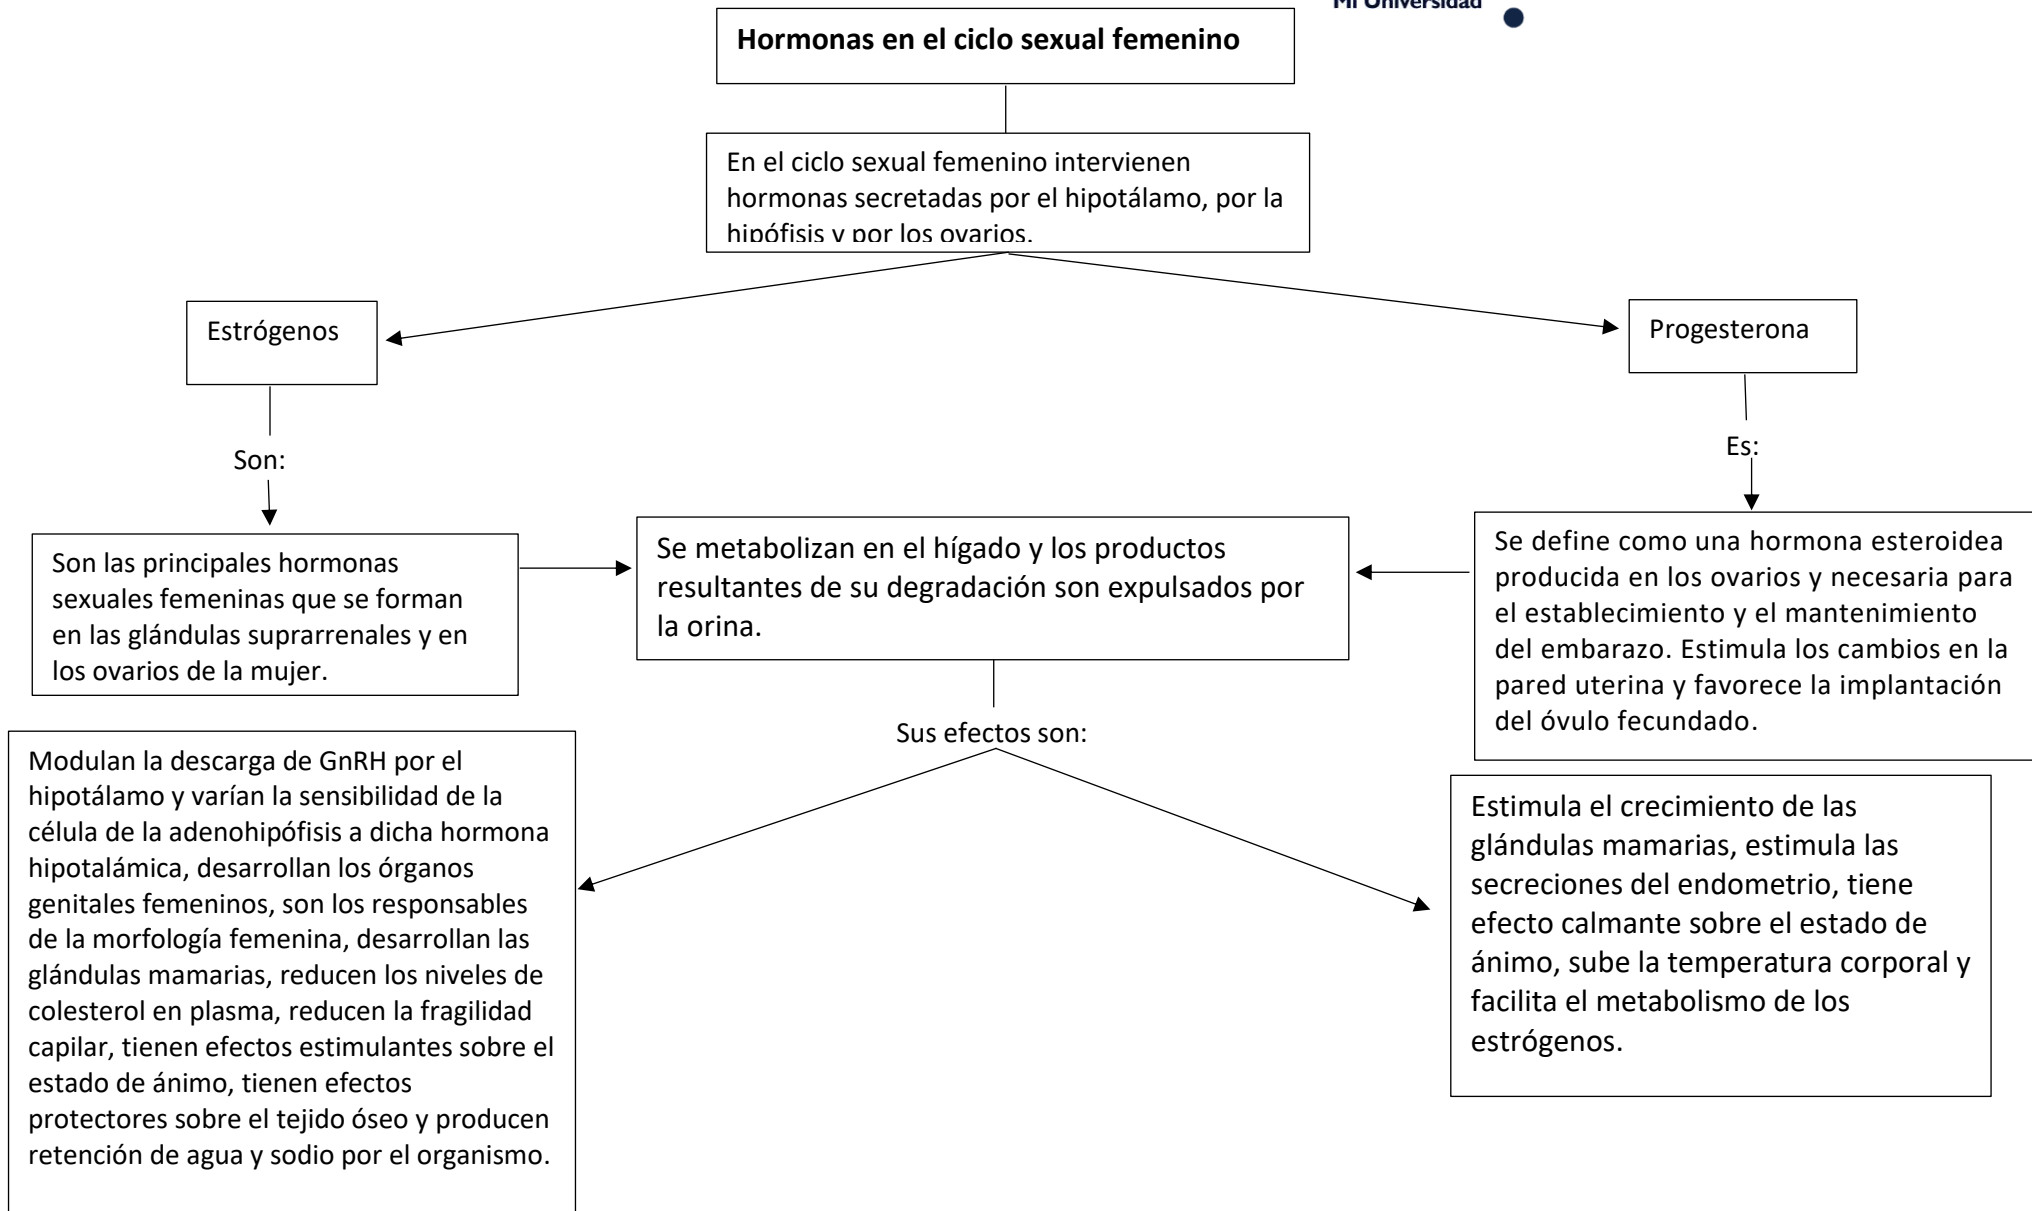 Mi Universidad
Hormonas en el ciclo sexual femenino
En el ciclo sexual femenino intervienen
hormonas secretadas por el hipotálamo, por la
hipófisis y por los ovarios.
Estrógenos
Progesterona
Son:
Es:
Son las principales hormonas
sexuales femeninas que se forman
en las glándulas suprarrenales y en
los ovarios de la mujer.
Se metabolizan en el hígado y los productos
resultantes de su degradación son expulsados por
la orina.
Se define como una hormona esteroidea
producida en los ovarios y necesaria para
el establecimiento y el mantenimiento
del embarazo. Estimula los cambios en la
pared uterina y favorece la implantación
del óvulo fecundado.
Sus efectos son:
Modulan la descarga de GnRH por el
hipotálamo y varían la sensibilidad de la
célula de la adenohipófisis a dicha hormona
hipotalámica, desarrollan los órganos
genitales femeninos, son los responsables
de la morfología femenina, desarrollan las
glándulas mamarias, reducen los niveles de
colesterol en plasma, reducen la fragilidad
capilar, tienen efectos estimulantes sobre el
estado de ánimo, tienen efectos
protectores sobre el tejido óseo y producen
retención de agua y sodio por el organismo.
Estimula el crecimiento de las
glándulas mamarias, estimula las
secreciones del endometrio, tiene
efecto calmante sobre el estado de
ánimo, sube la temperatura corporal y
facilita el metabolismo de los
estrógenos.